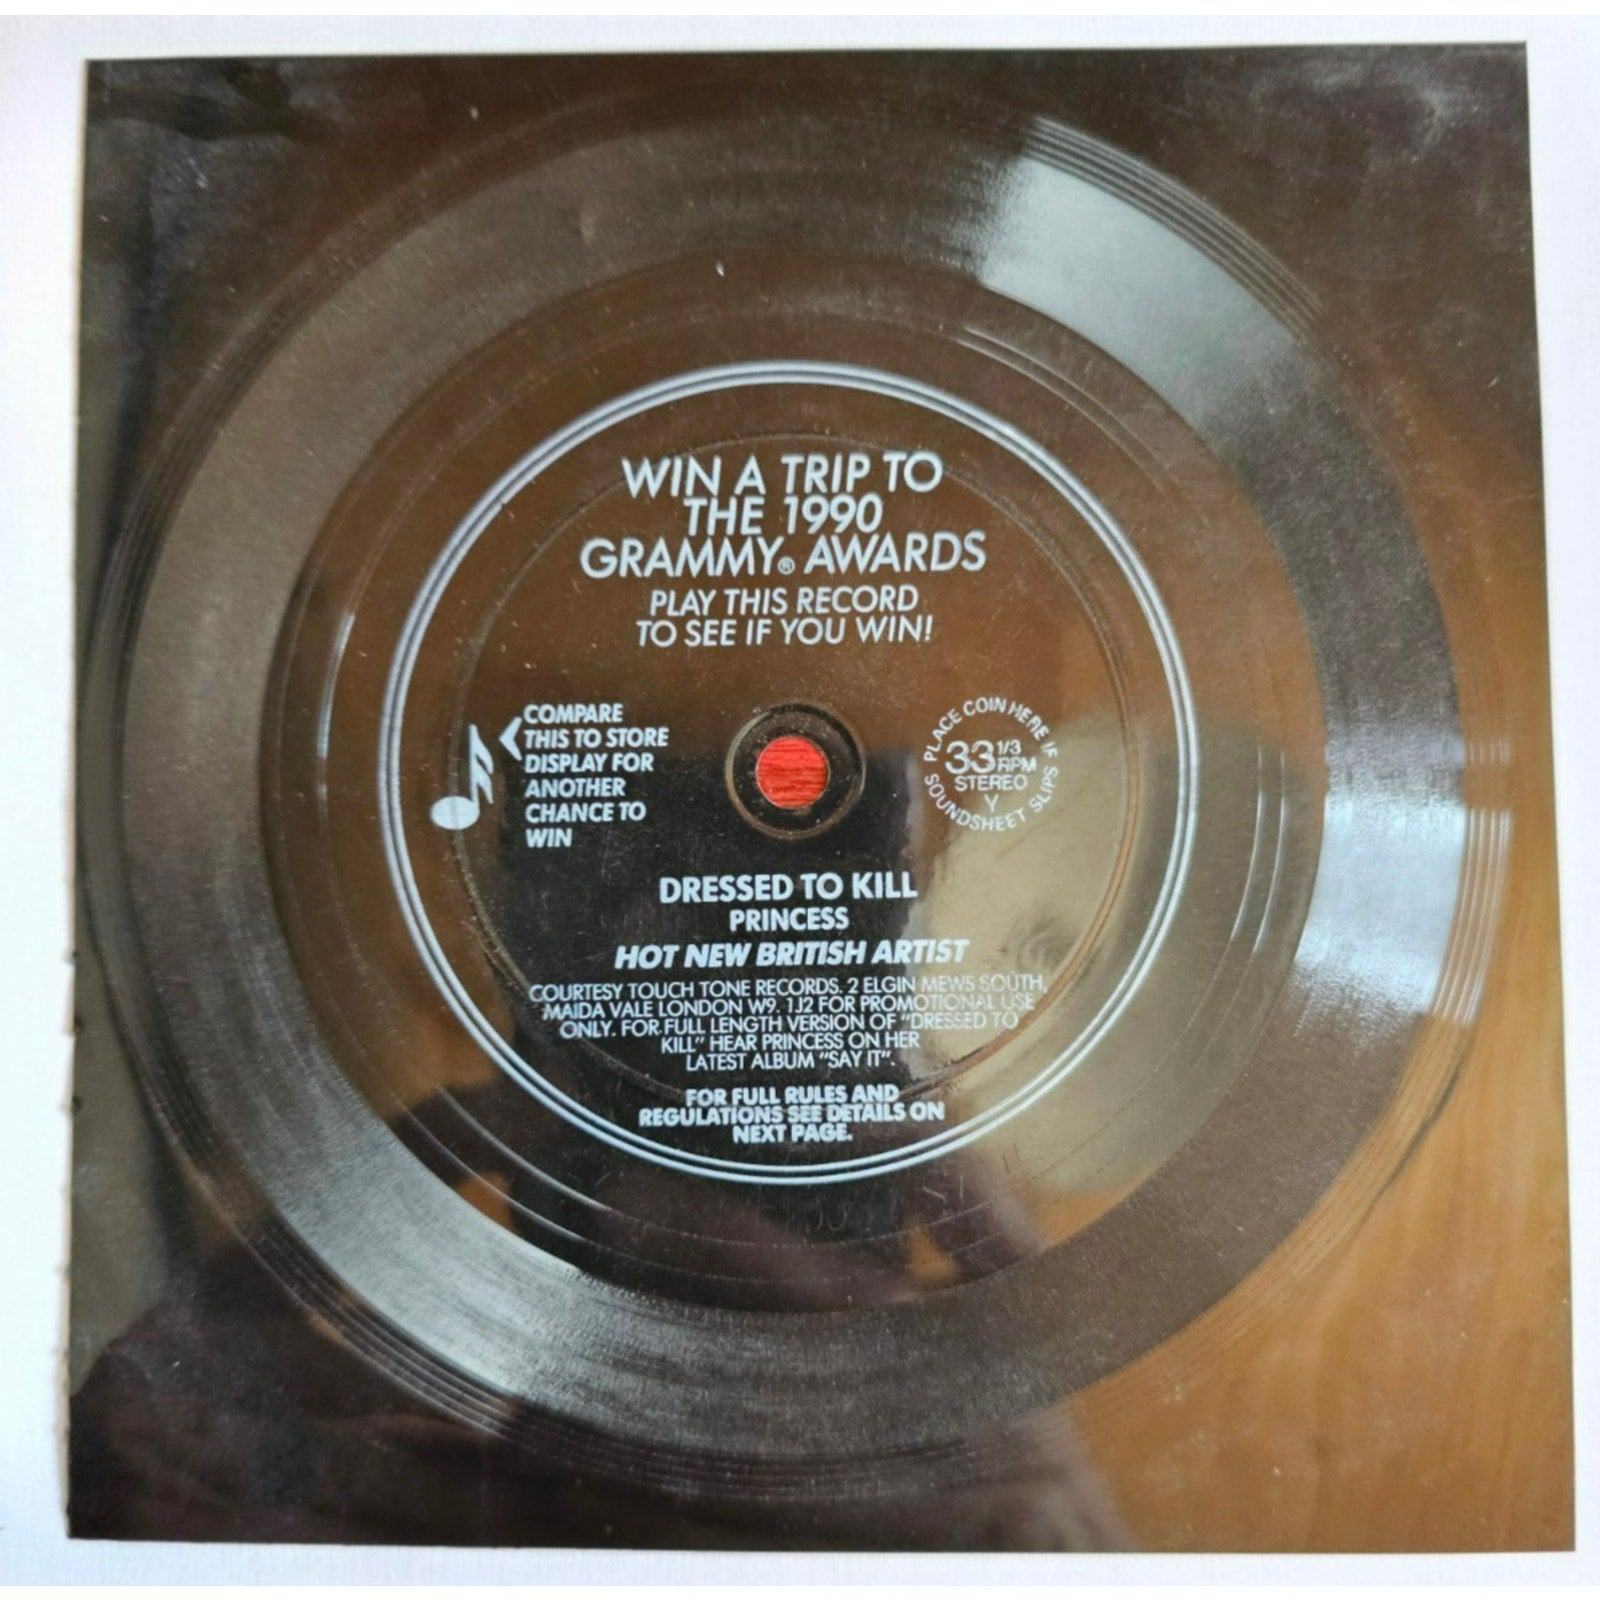 WIN A TRIP TO
THE 1990
GRAMMY® AWARDS
PLAY THIS RECORD
TO SEE IF YOU WIN!
COMPARE
THIS TO STORE
DISPLAY FOR
ANOTHER
CHANCE TO
WIN
PLACE COIN HERE IF
SOUNDSHEET SLIPS
33 1/3
RPM
STEREO
Y
DRESSED TO KILL
PRINCESS
HOT NEW BRITISH ARTIST
COURTESY TOUCH TONE RECORDS. 2 ELGIN MEWS SOUTH,
MAIDA VALE LONDON W9. 1J2 FOR PROMOTIONAL USE
ONLY. FOR FULL LENGTH VERSION OF "DRESSED TO
KILL" HEAR PRINCESS ON HER
LATEST ALBUM "SAY IT".
FOR FULL RULES AND
REGULATIONS SEE DETAILS ON
NEXT PAGE.